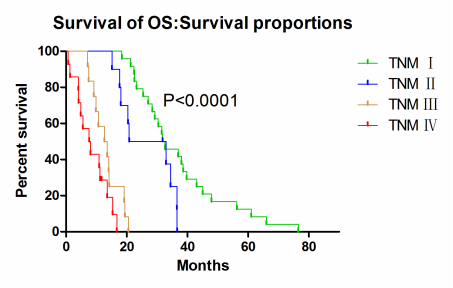 Survival of OS:Survival proportions
Percent survival
100
80
60
40
20
0
P<0.0001
TNM Ⅰ
TNM Ⅱ
TNM Ⅲ
TNM Ⅳ
0 20 40 60 80
Months